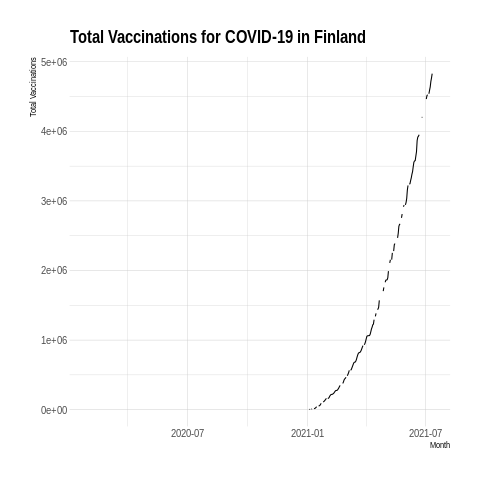 Total Vaccinations for COVID-19 in Finland
Total Vaccinations
5e+06
4e+06
3e+06
2e+06
1e+06
0e+00
2020-07
2021-01
2021-07
Month